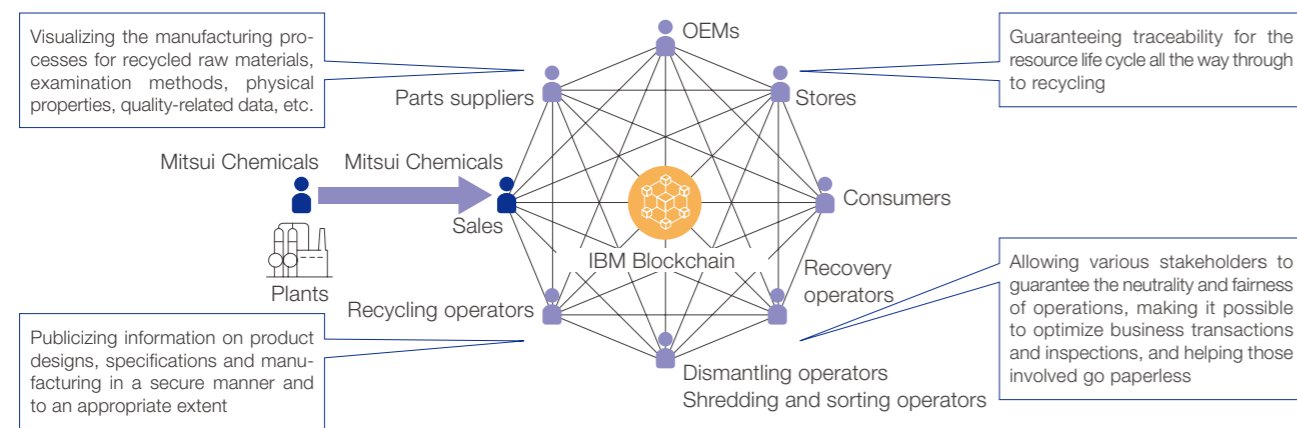 Visualizing the manufacturing pro-
cesses for recycled raw materials,
examination methods, physical
properties, quality-related data, etc.
OEMs
Guaranteeing traceability for the
resource life cycle all the way through
to recycling
Parts suppliers
Stores
Mitsui Chemicals
Mitsui Chemicals
Sales
Consumers
Plants
IBM Blockchain
Recovery
operators
Recycling operators
Allowing various stakeholders to
guarantee the neutrality and fairness
of operations, making it possible
to optimize business transactions
and inspections, and helping those
involved go paperless
Publicizing information on product
designs, specifications and manu-
facturing in a secure manner and
to an appropriate extent
Dismantling operators
Shredding and sorting operators